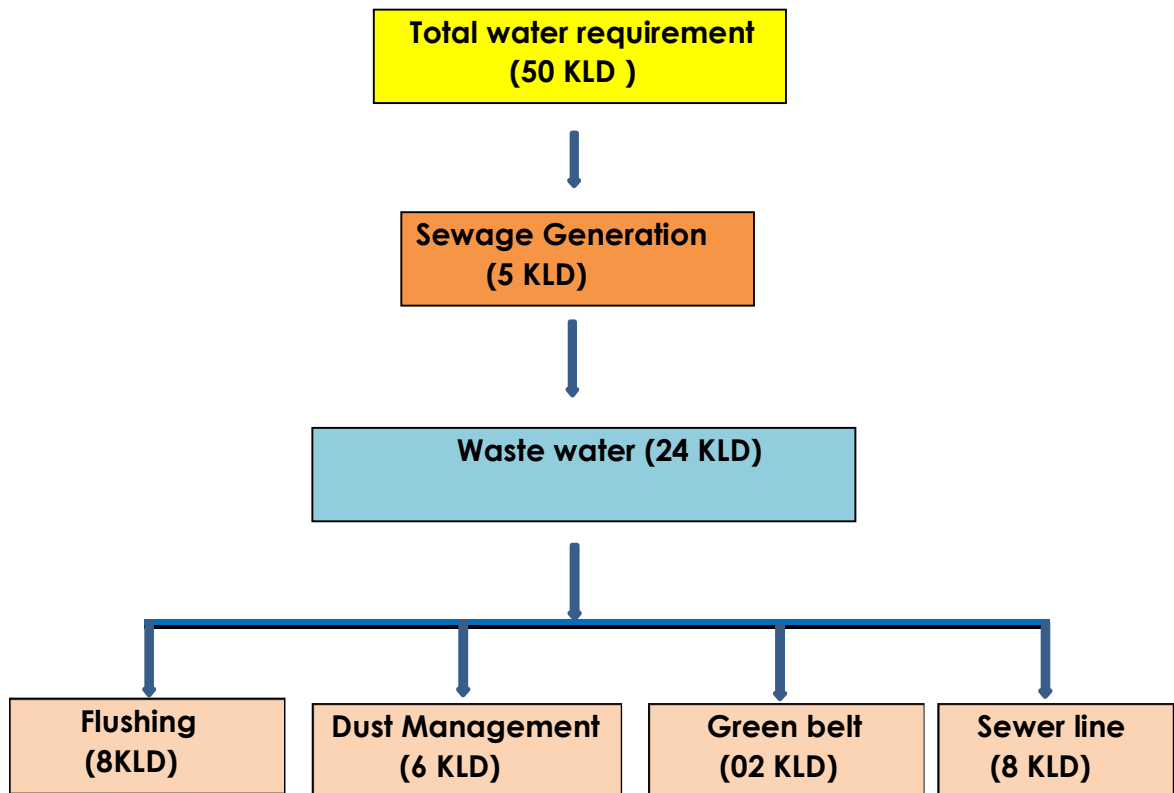 Total water requirement
(50 KLD )
Sewage Generation
(5 KLD)
Waste water (24 KLD)
Flushing
(8KLD)
Dust Management
(6 KLD)
Green belt
(02 KLD)
Sewer line
(8 KLD)